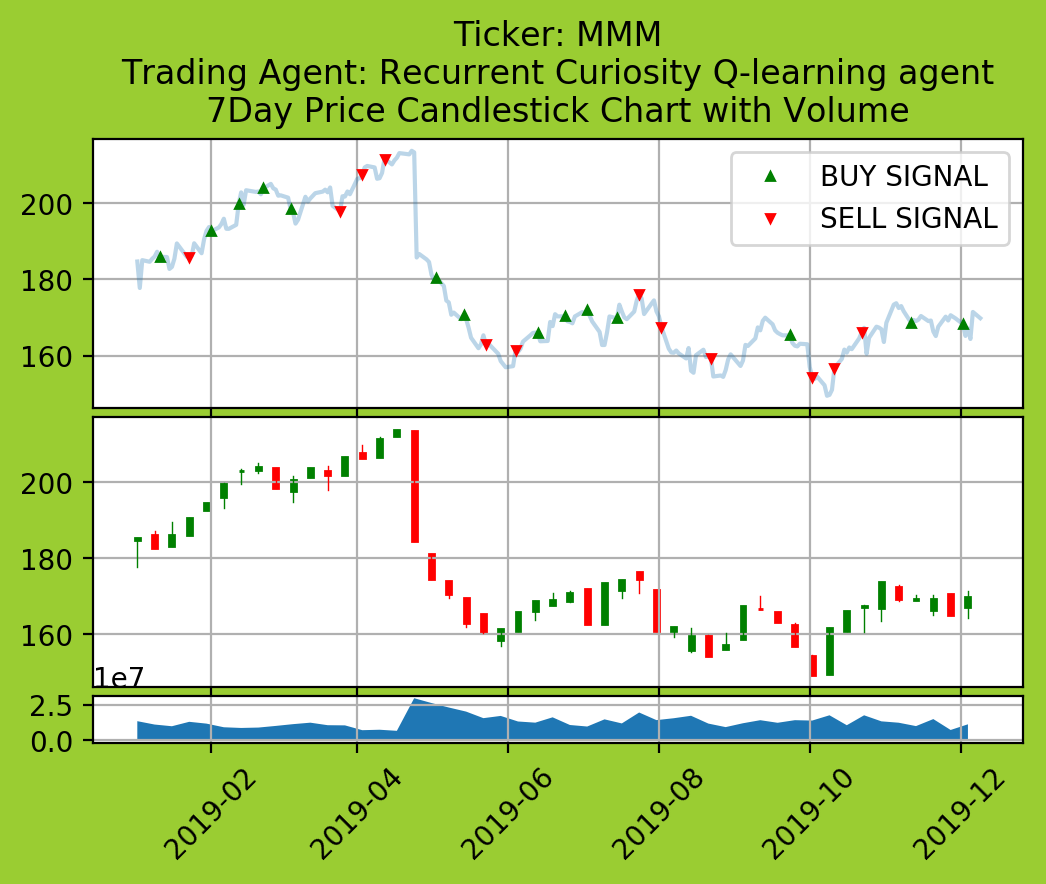 Ticker: MMM
Trading Agent: Recurrent Curiosity Q-learning agent
7Day Price Candlestick Chart with Volume
BUY SIGNAL
SELL SIGNAL
200
180
160
200
180
160
1e7
2.5
0.0
2019-02
2019-04
2019-06
2019-08
2019-10
2019-12